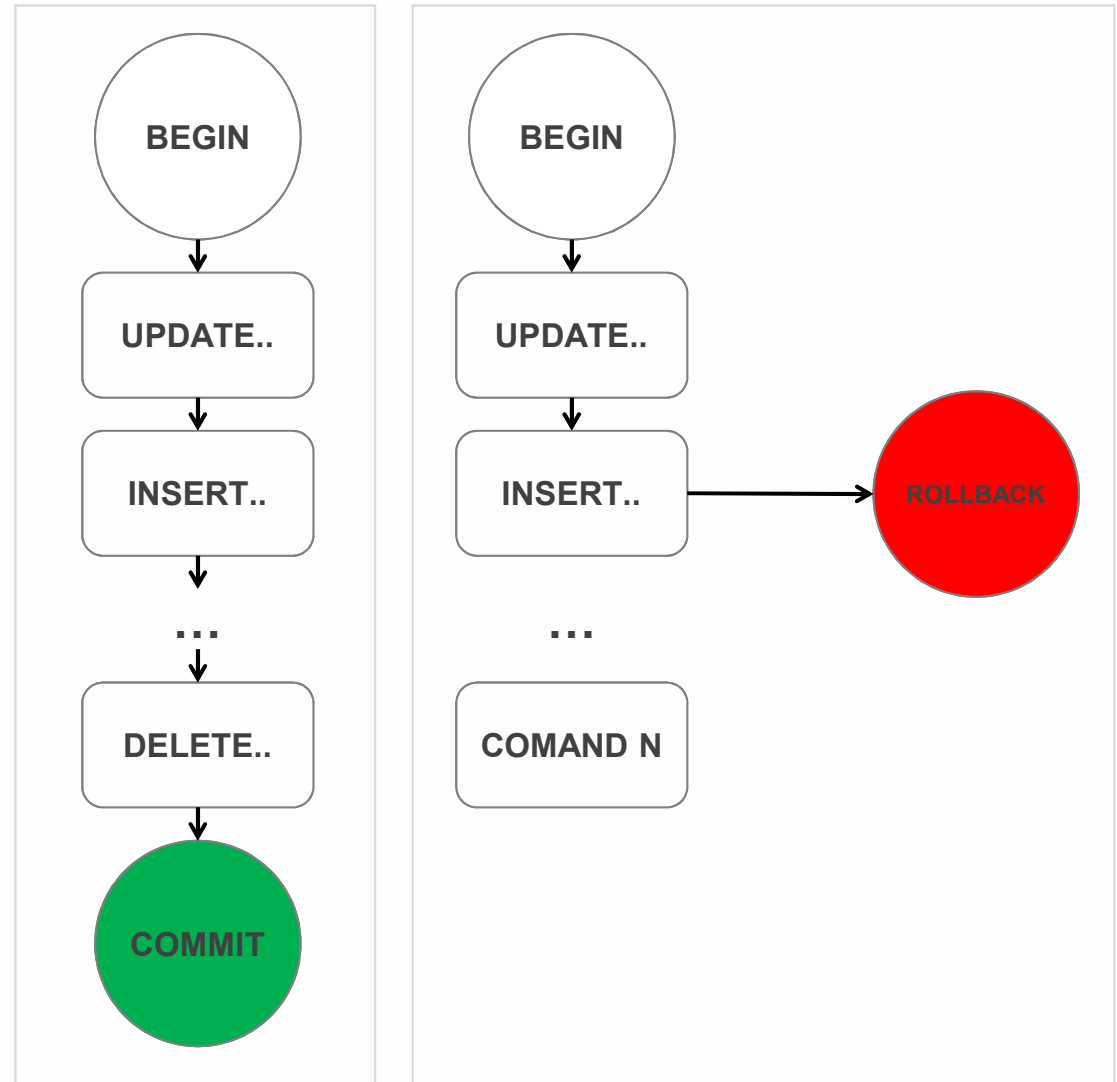 BEGIN
UPDATE..
INSERT..
...
DELETE..
COMMIT
BEGIN
UPDATE..
INSERT..
ROLLBACK
...
COMAND N